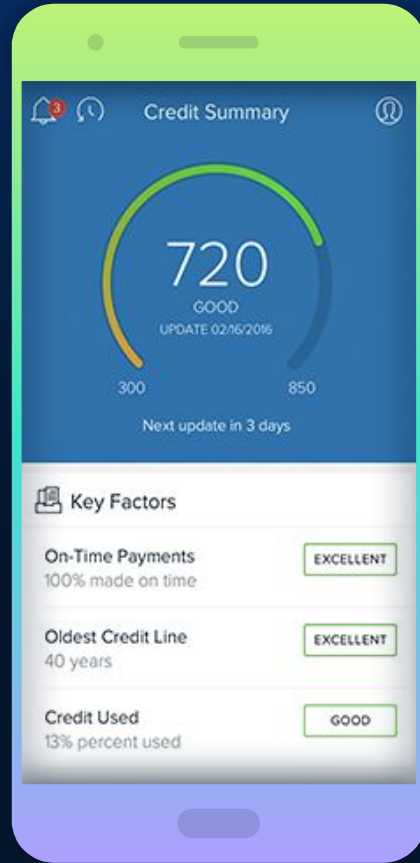 3
Credit Summary
720
GOOD
UPDATE 02/16/2016
300
850
Next update in 3 days
Key Factors
On-Time Payments
EXCELLENT
100% made on time
Oldest Credit Line
EXCELLENT
40 years
Credit Used
GOOD
13% percent used